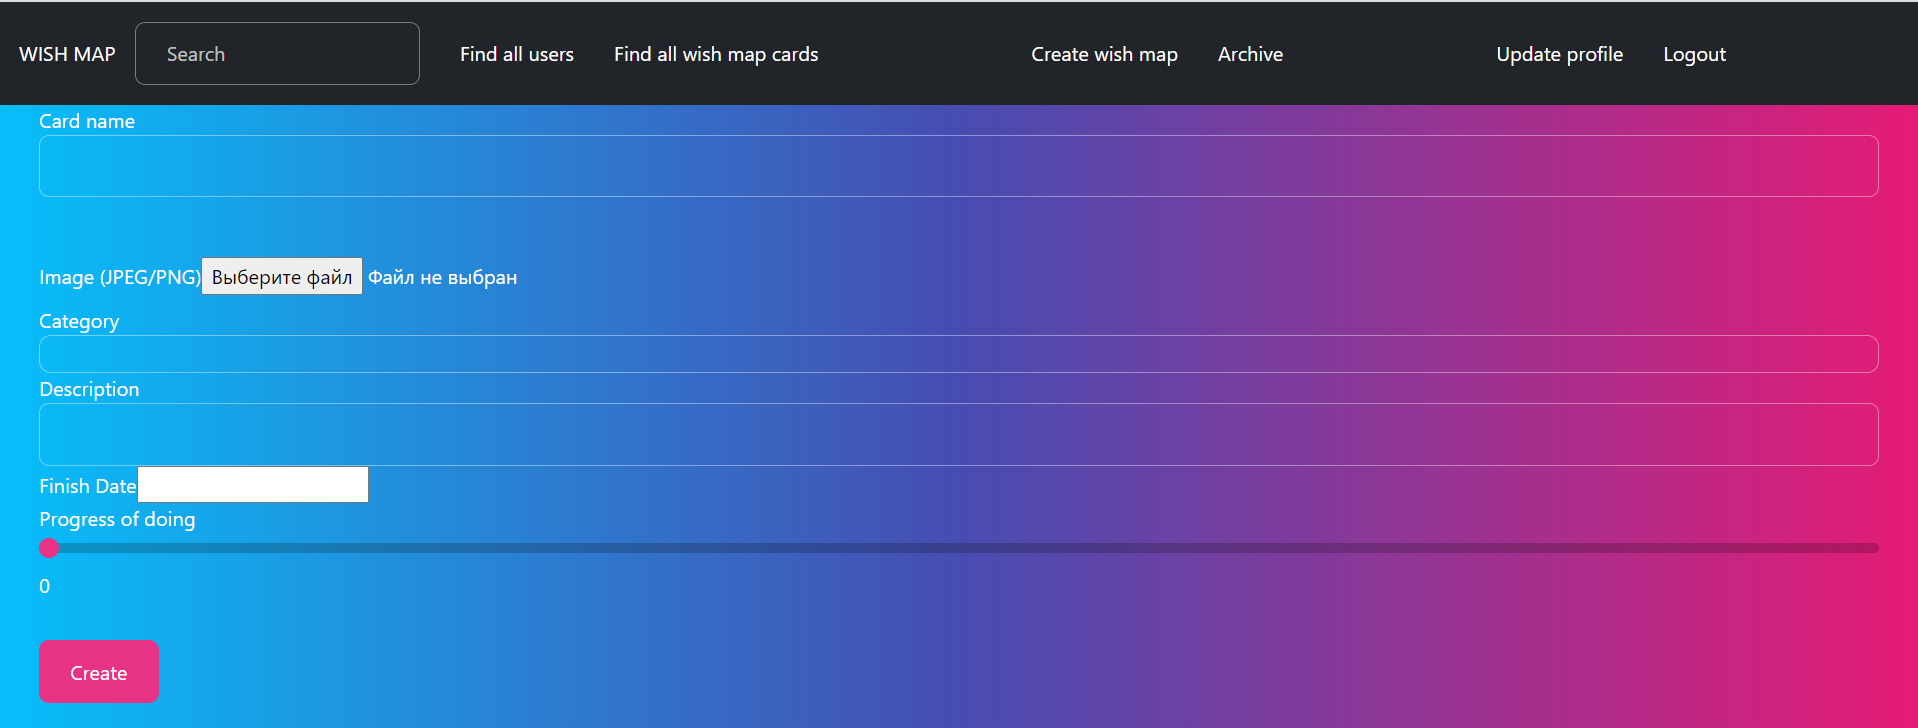 WISH MAP Search Find all users Find all wish map cards Create wish map Archive Update profile Logout
Card name
Image (JPEG/PNG) Выберите файл Файл не выбран
Category
Description
Finish Date
Progress of doing
0
Create